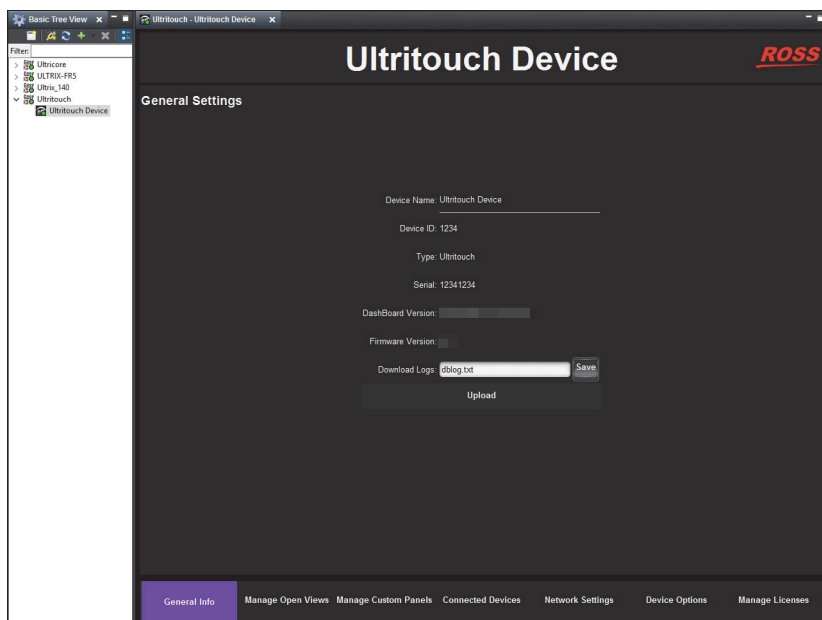 Basic Tree View
Ultritouch - Ultritouch Device
Filter:
Ultricore
ULTRIX-FR5
Ultrix_140
Ultritouch
Ultritouch Device
Ultritouch Device
ROSS
General Settings
Device Name: Ultritouch Device
Device ID: 1234
Type: Ultritouch
Serial: 12341234
DashBoard Version:
Firmware Version:
Download Logs: dblog.txt Save
Upload
General Info Manage Open Views Manage Custom Panels Connected Devices Network Settings Device Options Manage Licenses